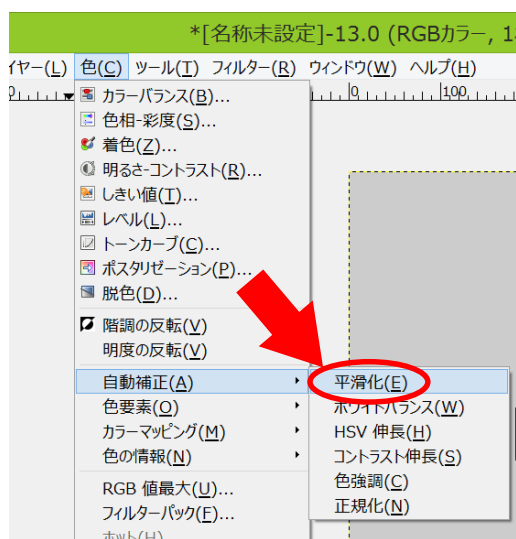 *[名称未設定]-13.0 (RGBカラー, 1
イヤー(L) 色(C) ツール(T) フィルター(R) ウィンドウ(W) ヘルプ(H)
0 100
カラーバランス(B)...
色相-彩度(S)...
着色(Z)...
明るさ-コントラスト(R)...
しきい値(T)...
レベル(L)...
トーンカーブ(C)...
ポスタリゼーション(P)...
脱色(D)...
階調の反転(V)
明度の反転(V)
自動補正(A)
色要素(O)
カラーマッピング(M)
色の情報(N)
RGB 値最大(U)...
フィルターパック(F)...
ホット(H)...
平滑化(E)
ホワイトバランス(W)
HSV 伸長(H)
コントラスト伸長(S)
色強調(C)
正規化(N)